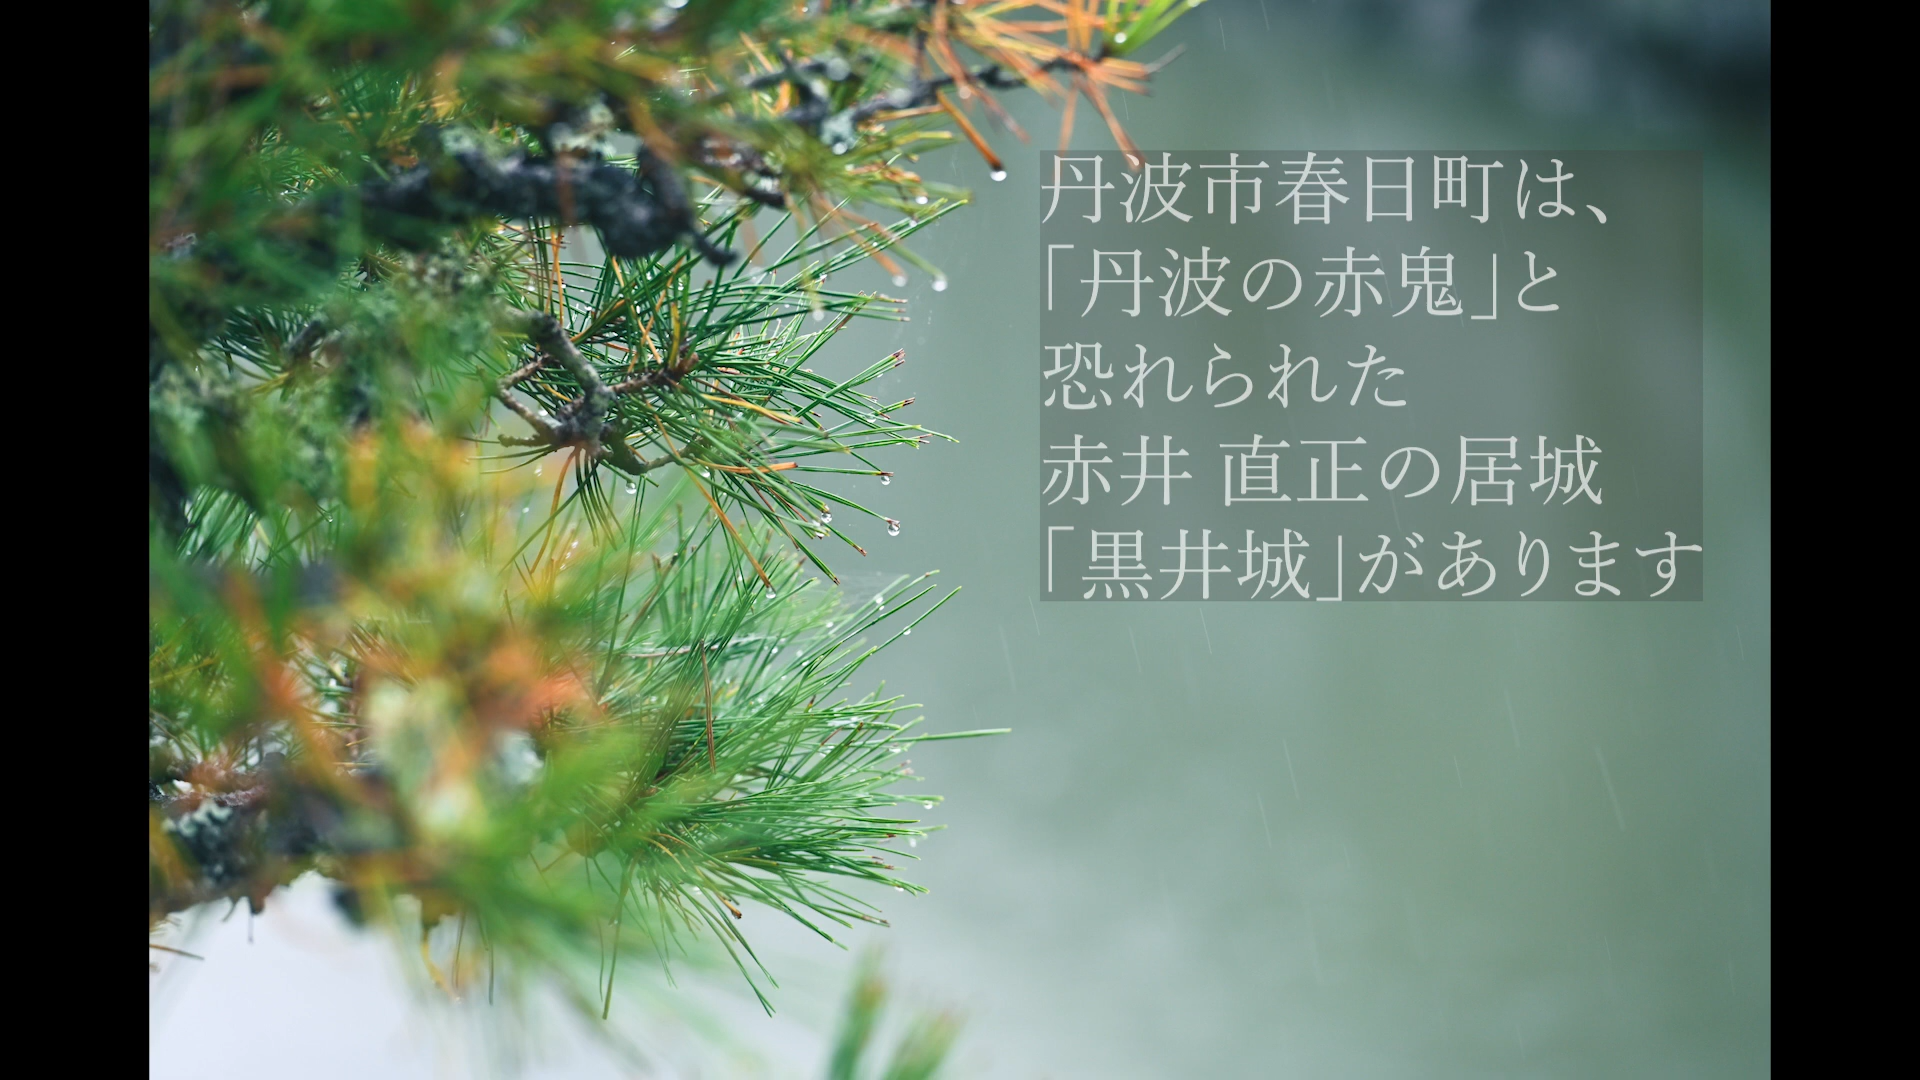 丹波市春日町は、
「丹波の赤鬼」と
恐れられた
赤井 直正の居城
「黒井城」があります